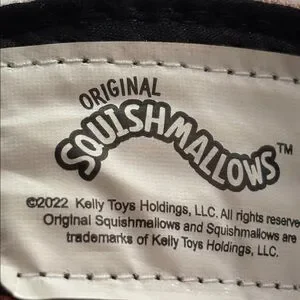 ORIGINAL
SQUISHMALLOWS™
©2022 Kelly Toys Holdings, LLC. All rights reserve
Original Squishmallows and Squishmallows are
trademarks of Kelly Toys Holdings, LLC.